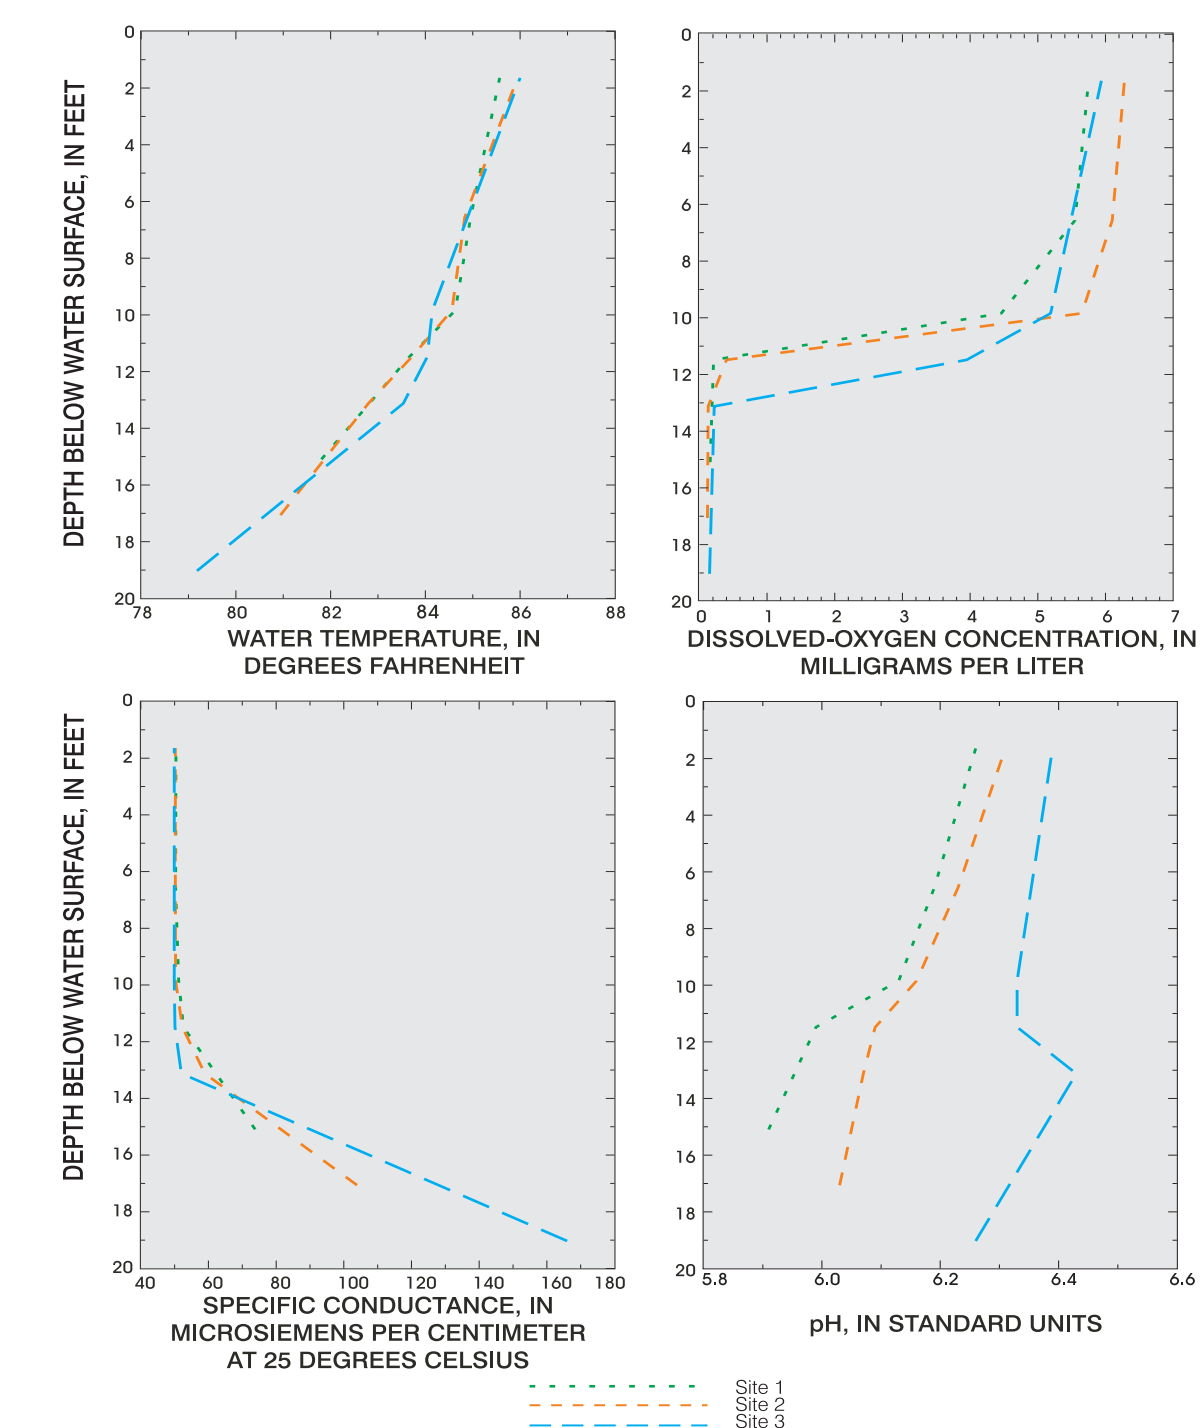 DEPTH BELOW WATER SURFACE, IN FEET
0
2
4
6
8
10
12
14
16
18
20
78 80 82 84 86 88
WATER TEMPERATURE, IN
DEGREES FAHRENHEIT
0
2
4
6
8
10
12
14
16
18
20
0 1 2 3 4 5 6 7
DISSOLVED-OXYGEN CONCENTRATION, IN
MILLIGRAMS PER LITER
DEPTH BELOW WATER SURFACE, IN FEET
0
2
4
6
8
10
12
14
16
18
20
40 60 80 100 120 140 160 180
SPECIFIC CONDUCTANCE, IN
MICROSIEMENS PER CENTIMETER
AT 25 DEGREES CELSIUS
0
2
4
6
8
10
12
14
16
18
20
5.8 6.0 6.2 6.4 6.6
pH, IN STANDARD UNITS
Site 1
Site 2
Site 3